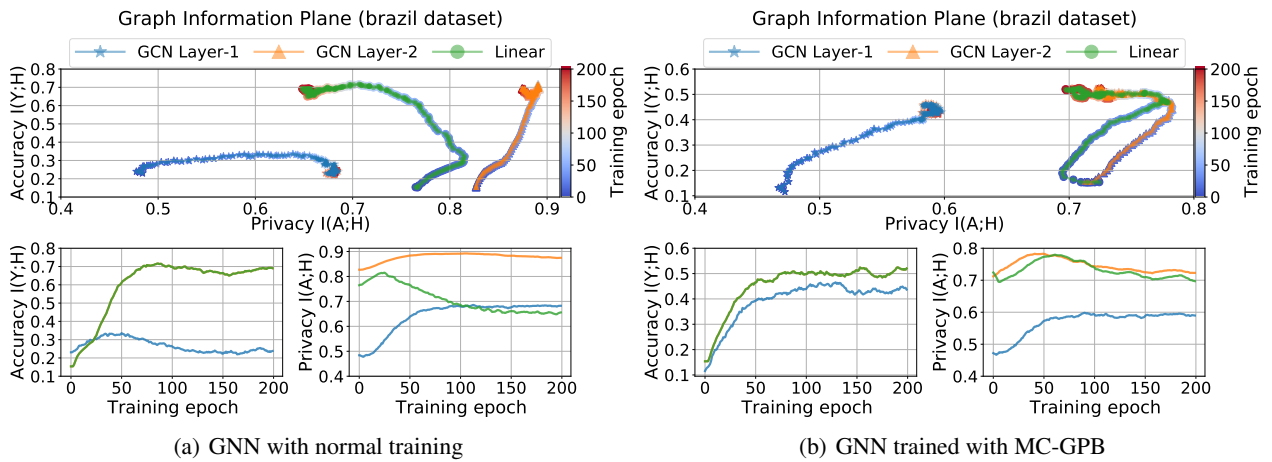 Graph Information Plane (brazil dataset)
GCN Layer-1 GCN Layer-2 Linear
Accuracy I(Y;H)
0.8
0.7
0.6
0.5
0.4
0.3
0.2
0.1
0.4 0.5 0.6 0.7 0.8 0.9
Privacy I(A;H)
200
150
100
50
0
Training epoch
Accuracy I(Y;H)
0.8
0.7
0.6
0.5
0.4
0.3
0.2
0.1
0 50 100 150 200
Training epoch
Privacy I(A;H)
0.9
0.8
0.7
0.6
0.5
0.4
0 50 100 150 200
Training epoch
(a) GNN with normal training
Graph Information Plane (brazil dataset)
GCN Layer-1 GCN Layer-2 Linear
Accuracy I(Y;H)
0.6
0.5
0.4
0.3
0.2
0.1
0.4 0.5 0.6 0.7 0.8
Privacy I(A;H)
200
150
100
50
0
Training epoch
Accuracy I(Y;H)
0.6
0.5
0.4
0.3
0.2
0.1
0 50 100 150 200
Training epoch
Privacy I(A;H)
0.8
0.7
0.6
0.5
0.4
0 50 100 150 200
Training epoch
(b) GNN trained with MC-GPB